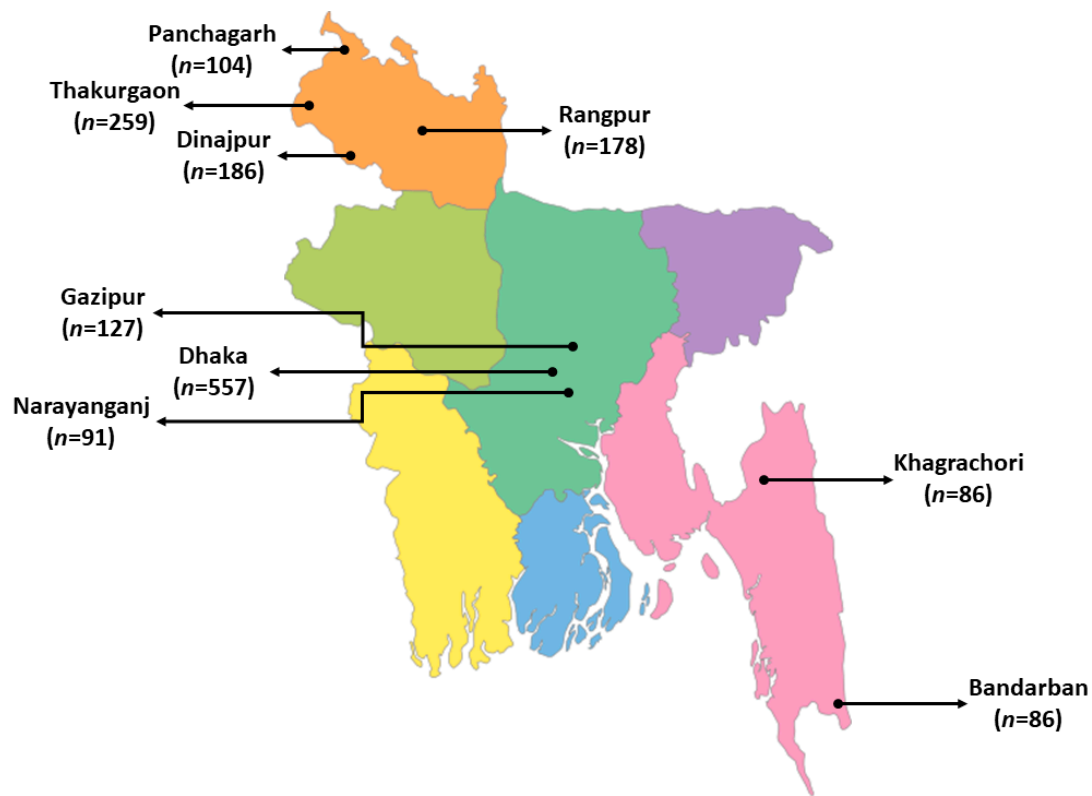 Panchagarh
(n=104)
Thakurgaon
(n=259)
Dinajpur
(n=186)
Rangpur
(n=178)
Gazipur
(n=127)
Dhaka
(n=557)
Narayanganj
(n=91)
Khagrachori
(n=86)
Bandarban
(n=86)